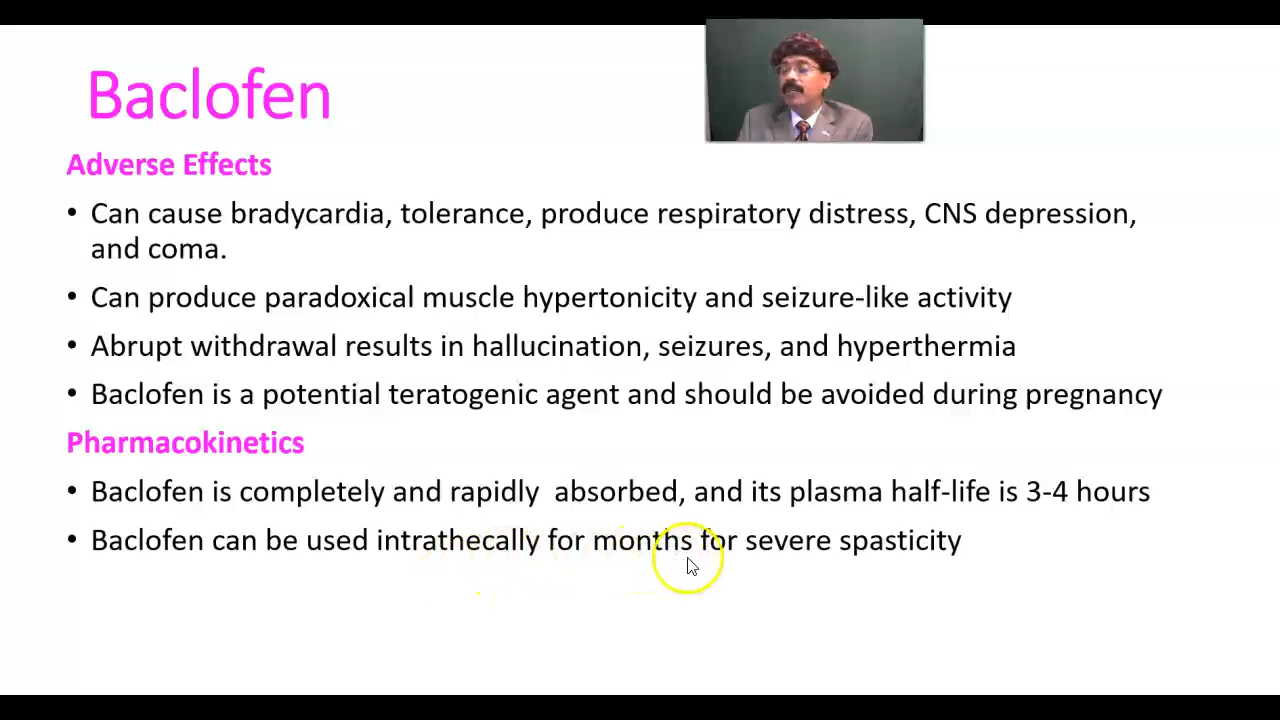 Baclofen
Adverse Effects
• Can cause bradycardia, tolerance, produce respiratory distress, CNS depression,
and coma.
• Can produce paradoxical muscle hypertonicity and seizure-like activity
• Abrupt withdrawal results in hallucination, seizures, and hyperthermia
• Baclofen is a potential teratogenic agent and should be avoided during pregnancy
Pharmacokinetics
• Baclofen is completely and rapidly  absorbed, and its plasma half-life is 3-4 hours
• Baclofen can be used intrathecally for months for severe spasticity